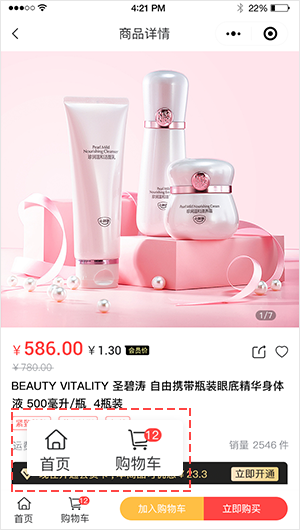 4:21 PM
22%
商品详情
Pearl Mild
Nourishing Cleanser
1/7
¥586.00 ¥1.30 会员价
¥780.00
BEAUTY VITALITY 圣碧涛 自由携带瓶装眼底精华身体
液 500毫升/瓶 4瓶装
运费
销量 2546 件
首页
购物车
12
3.3
立即开通
首页
购物车
12
加入购物车
立即购买